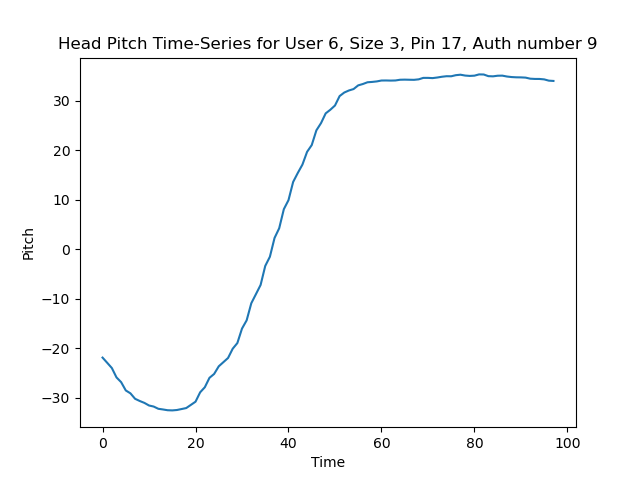 Head Pitch Time-Series for User 6, Size 3, Pin 17, Auth number 9
30
20
10
0
−10
−20
−30
Pitch
0 20 40 60 80 100
Time